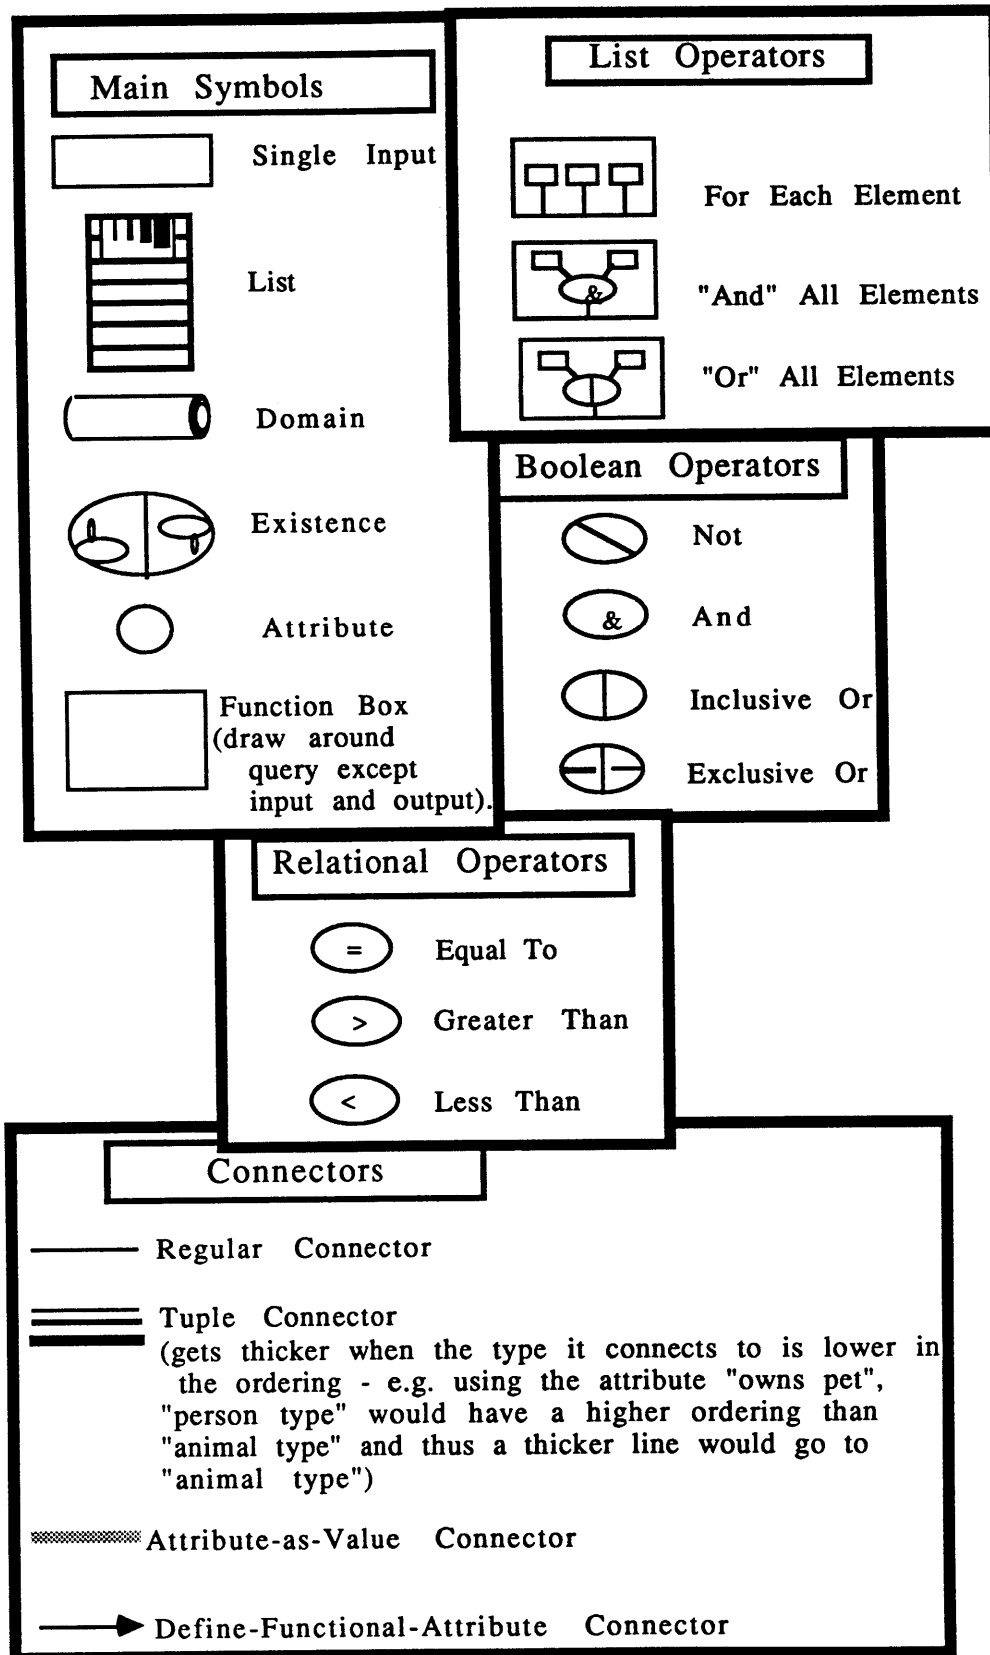 Main Symbols
Single Input
List
Domain
Existence
Attribute
Function Box
(draw around
query except
input and output).
List Operators
For Each Element
&
"And" All Elements
"Or" All Elements
Boolean Operators
Not
&
And
Inclusive Or
Exclusive Or
Relational Operators
=
Equal To
>
Greater Than
<
Less Than
Connectors
Regular Connector
Tuple Connector
(gets thicker when the type it connects to is lower in
the ordering - e.g. using the attribute "owns pet",
"person type" would have a higher ordering than
"animal type" and thus a thicker line would go to
"animal type")
Attribute-as-Value Connector
Define-Functional-Attribute Connector